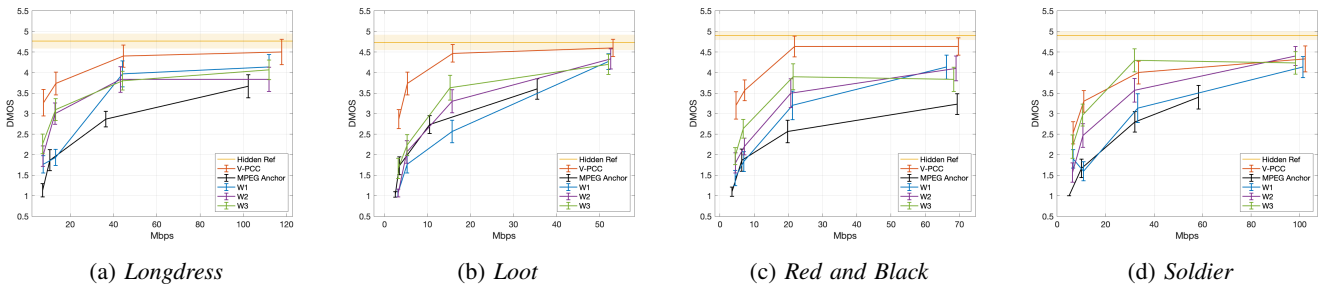 5.5
5
4.5
4
3.5
3
2.5
2
1.5
1
0.5
DMOS
0 20 40 60 80 100 120
Mbps
Hidden Ref
V-PCC
MPEG Anchor
W1
W2
W3
(a) Longdress
5.5
5
4.5
4
3.5
3
2.5
2
1.5
1
0.5
DMOS
0 10 20 30 40 50
Mbps
Hidden Ref
V-PCC
MPEG Anchor
W1
W2
W3
(b) Loot
5.5
5
4.5
4
3.5
3
2.5
2
1.5
1
0.5
DMOS
0 10 20 30 40 50 60 70
Mbps
Hidden Ref
V-PCC
MPEG Anchor
W1
W2
W3
(c) Red and Black
5.5
5
4.5
4
3.5
3
2.5
2
1.5
1
0.5
DMOS
0 20 40 60 80 100
Mbps
Hidden Ref
V-PCC
MPEG Anchor
W1
W2
W3
(d) Soldier